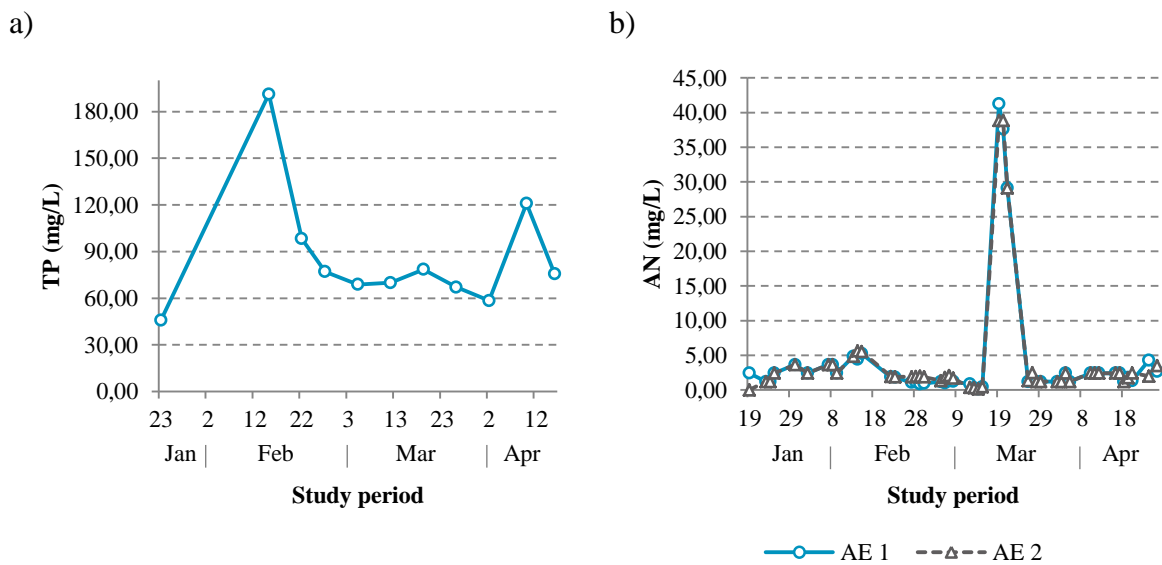 a)
TP (mg/L)
180,00
150,00
120,00
90,00
60,00
30,00
0,00
23 2 12 22 3 13 23 2 12
Jan | Feb | Mar | Apr
Study period
b)
AN (mg/L)
45,00
40,00
35,00
30,00
25,00
20,00
15,00
10,00
5,00
0,00
19 29 8 18 28 9 19 29 8 18
Jan | Feb | Mar | Apr
Study period
AE 1 AE 2